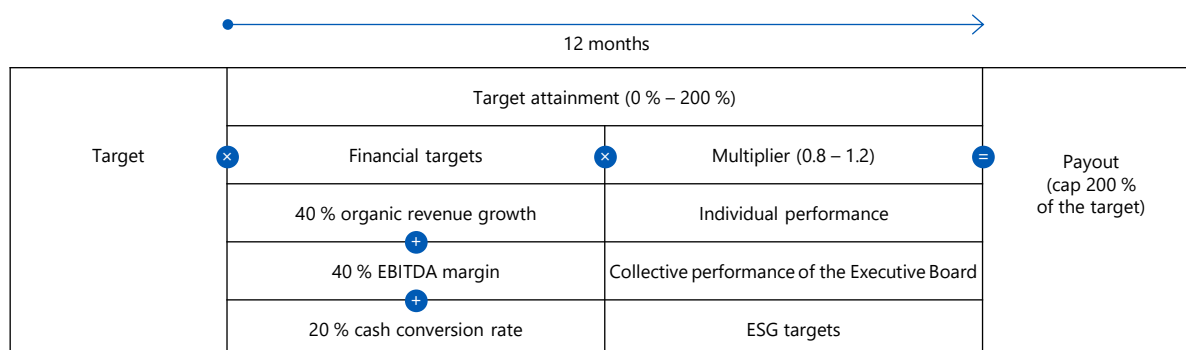 12 months
Target attainment (0 % – 200 %)
Target
×
Financial targets
×
Multiplier (0.8 – 1.2)
=
Payout
(cap 200 %
of the target)
40 % organic revenue growth
Individual performance
+
40 % EBITDA margin
Collective performance of the Executive Board
+
20 % cash conversion rate
ESG targets